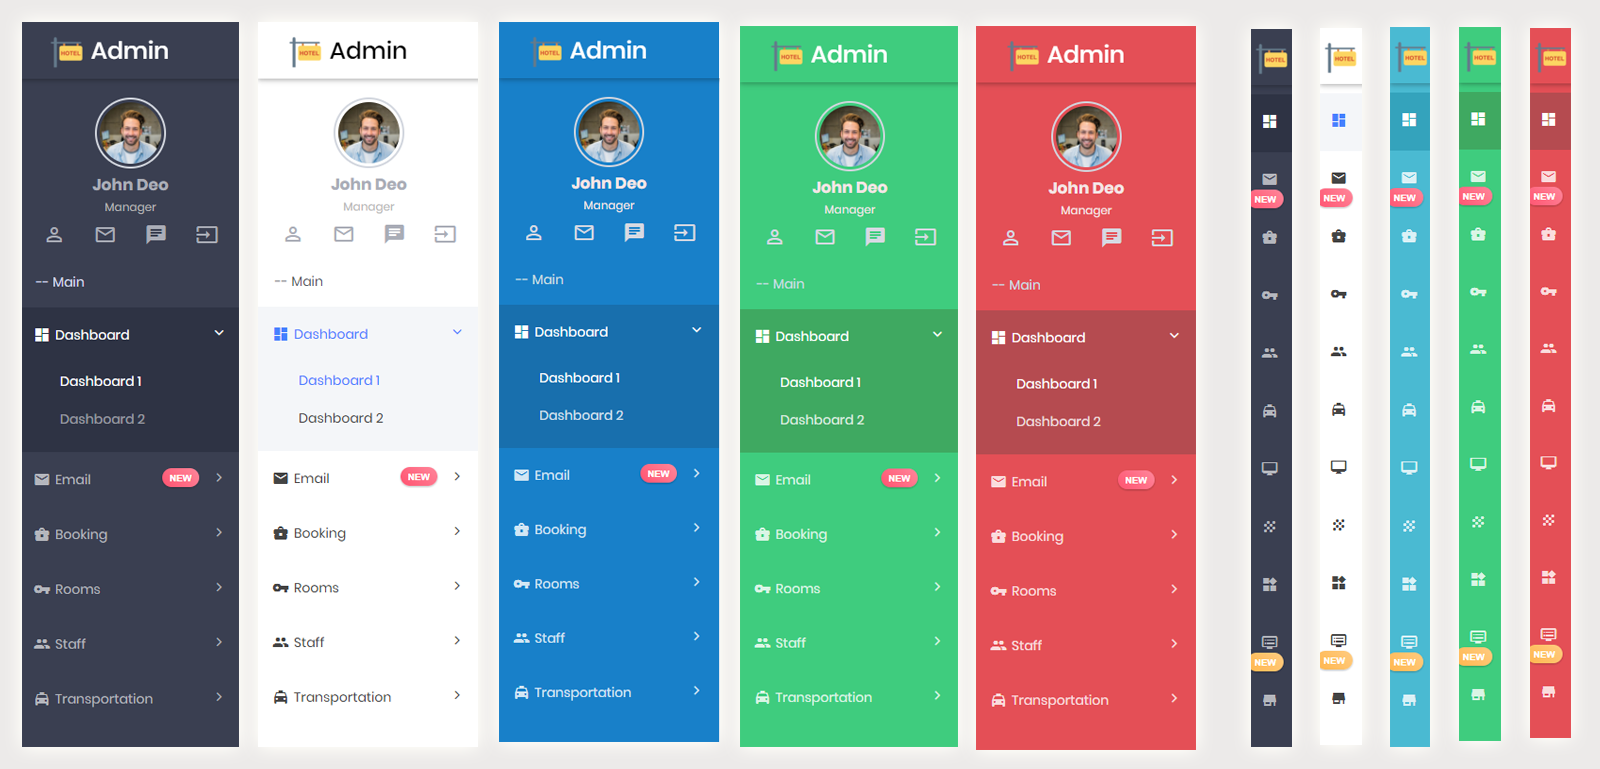 HOTEL Admin
John Deo
Manager
-- Main
Dashboard
Dashboard 1
Dashboard 2
Email NEW
Booking
Rooms
Staff
Transportation
HOTEL Admin
John Deo
Manager
-- Main
Dashboard
Dashboard 1
Dashboard 2
Email NEW
Booking
Rooms
Staff
Transportation
HOTEL Admin
John Deo
Manager
-- Main
Dashboard
Dashboard 1
Dashboard 2
Email NEW
Booking
Rooms
Staff
Transportation
HOTEL Admin
John Deo
Manager
-- Main
Dashboard
Dashboard 1
Dashboard 2
Email NEW
Booking
Rooms
Staff
Transportation
HOTEL Admin
John Deo
Manager
-- Main
Dashboard
Dashboard 1
Dashboard 2
Email NEW
Booking
Rooms
Staff
Transportation
HOTEL
NEW
NEW
HOTEL
NEW
NEW
HOTEL
NEW
NEW
HOTEL
NEW
NEW
HOTEL
NEW
NEW